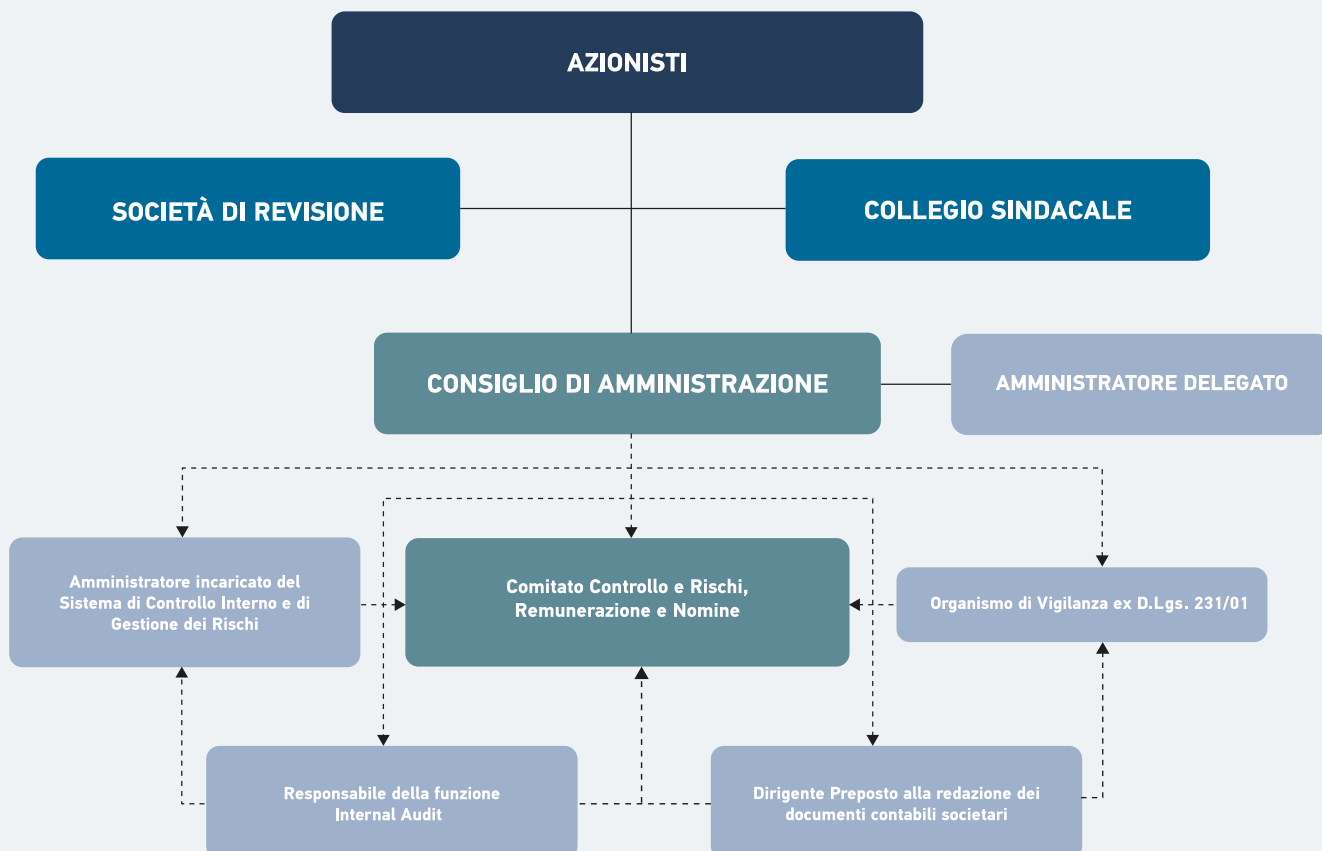 AZIONISTI
SOCIETÀ DI REVISIONE
COLLEGIO SINDACALE
CONSIGLIO DI AMMINISTRAZIONE
AMMINISTRATORE DELEGATO
Amministratore incaricato del
Sistema di Controllo Interno e di
Gestione dei Rischi
Comitato Controllo e Rischi,
Remunerazione e Nomine
Organismo di Vigilanza ex D.Lgs. 231/01
Responsabile della funzione
Internal Audit
Dirigente Preposto alla redazione dei
documenti contabili societari